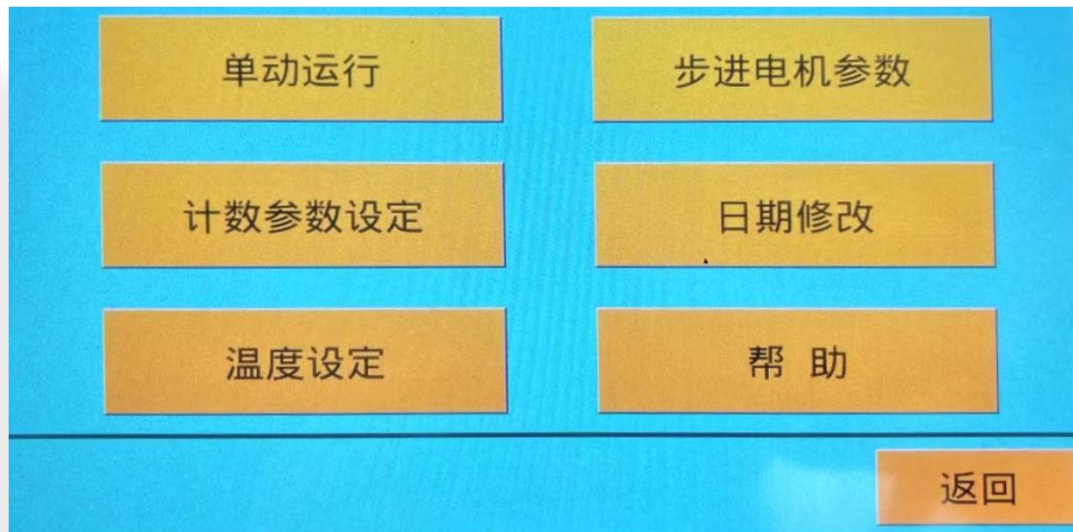 单动运行
步进电机参数
计数参数设定
日期修改
温度设定
帮 助
返回